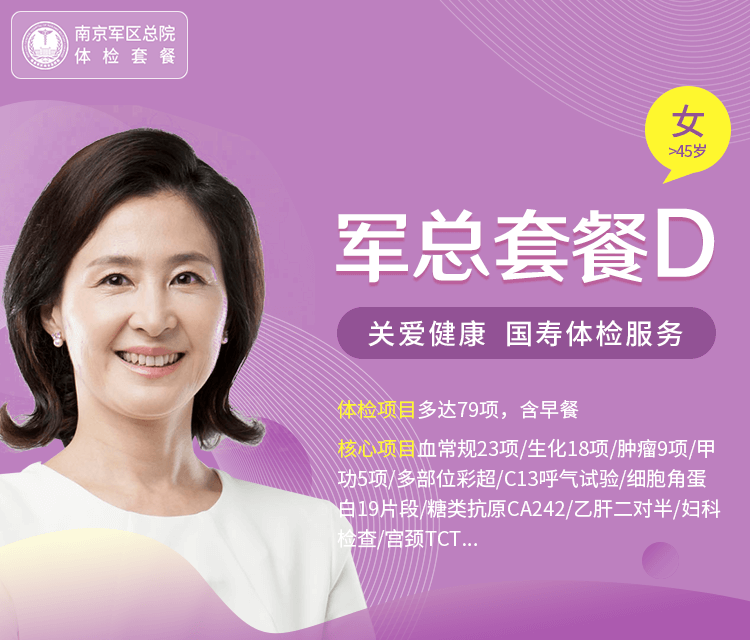 南京军区总院
体检套餐
女
>45岁
军总套餐D
关爱健康 国寿体检服务
体检项目多达79项，含早餐
核心项目血常规23项/生化18项/肿瘤9项/甲
功5项/多部位彩超/C13呼气试验/细胞角蛋
白19片段/糖类抗原CA242/乙肝二对半/妇科
检查/宫颈TCT...